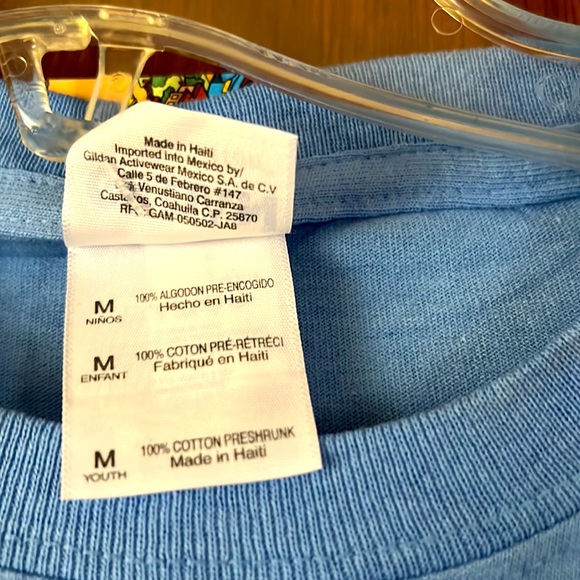 Made in Haiti
Imported into Mexico by/
Gildan Activewear Mexico S.A. de C.V
Calle 5 de Febrero #147
Venustiano Carranza
Coahuila C.P. 25870
GAM-050502-JA8
M
NIÑOS
100% ALGODON PRE-ENCOGIDO
Hecho en Haiti
M
ENFANT
100% COTON PRÉ-RÉTRÉCI
Fabriqué en Haiti
M
YOUTH
100% COTTON PRESHRUNK
Made in Haiti